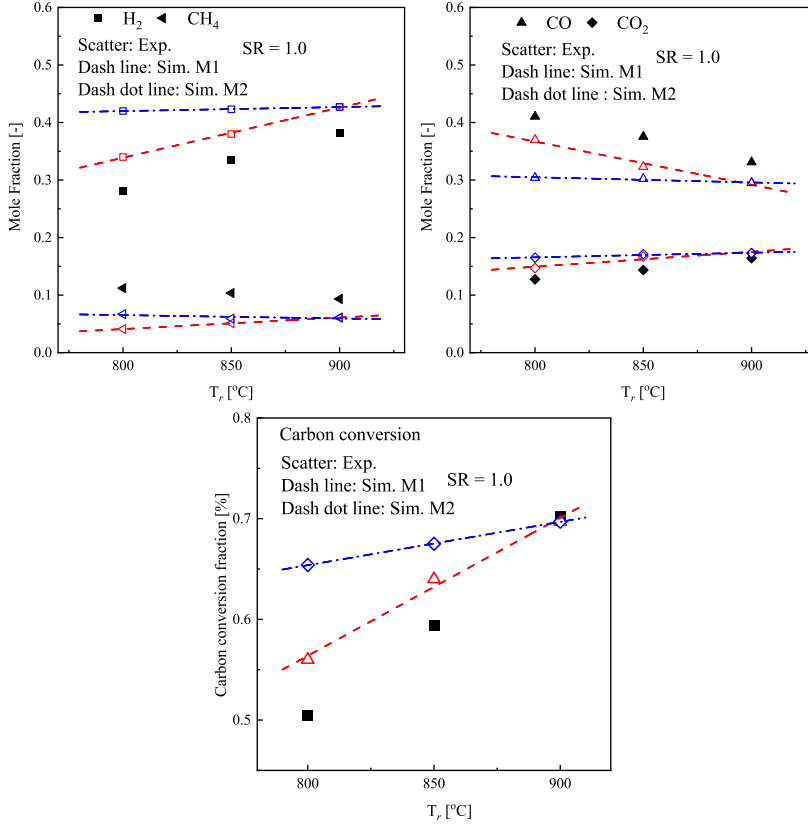 H₂ CH₄
Scatter: Exp.
SR = 1.0
Dash line: Sim. M1
Dash dot line: Sim. M2
0.6
0.5
0.4
0.3
0.2
0.1
0.0
Mole Fraction [-]
800 850 900
T_r [°C]
CO CO₂
Scatter: Exp.
SR = 1.0
Dash line: Sim. M1
Dash dot line : Sim. M2
0.6
0.5
0.4
0.3
0.2
0.1
0.0
Mole Fraction [-]
800 850 900
T_r [°C]
Carbon conversion
Scatter: Exp.
SR = 1.0
Dash line: Sim. M1
Dash dot line: Sim. M2
0.8
0.7
0.6
0.5
Carbon conversion fraction [%]
800 850 900
T_r [°C]